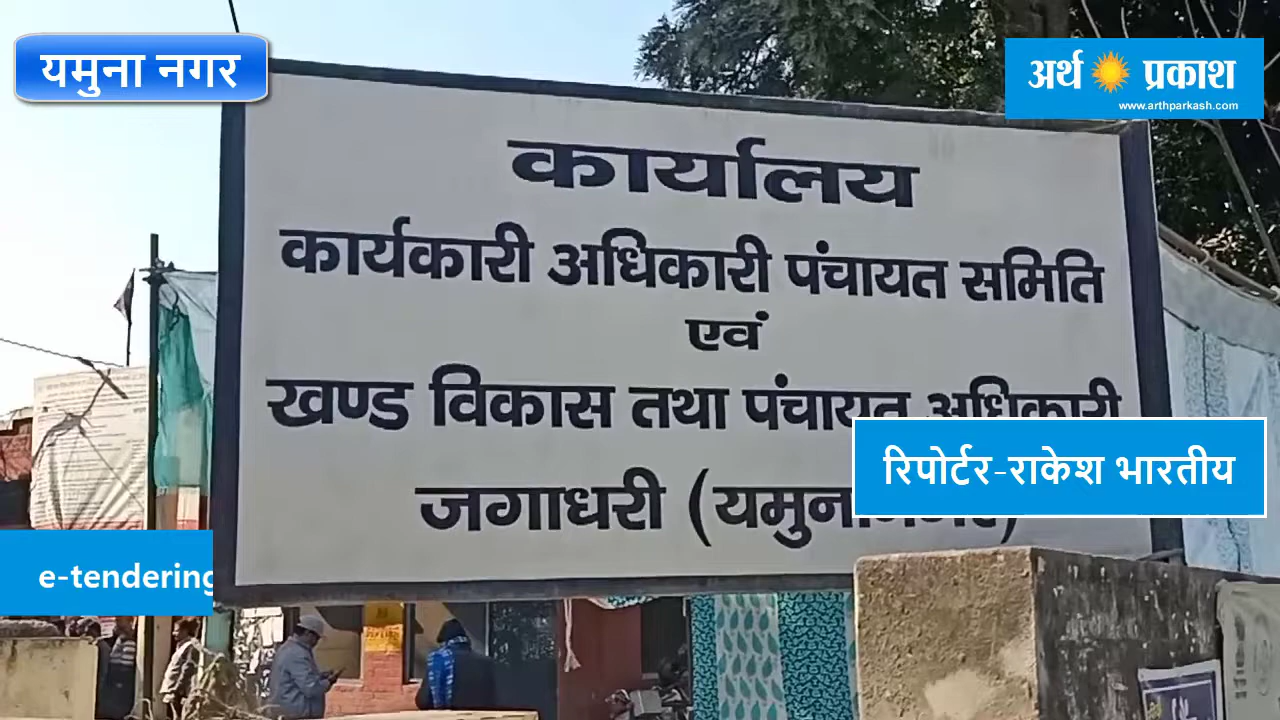 यमुना नगर
अर्थ प्रकाश
www.arthparkash.com
कार्यालय
कार्यकारी अधिकारी पंचायत समिति
एवं
खण्ड विकास तथा पंचायत अधिकारी
जगाधरी (यमुनानगर)
रिपोर्टर-राकेश भारतीय
e-tendering